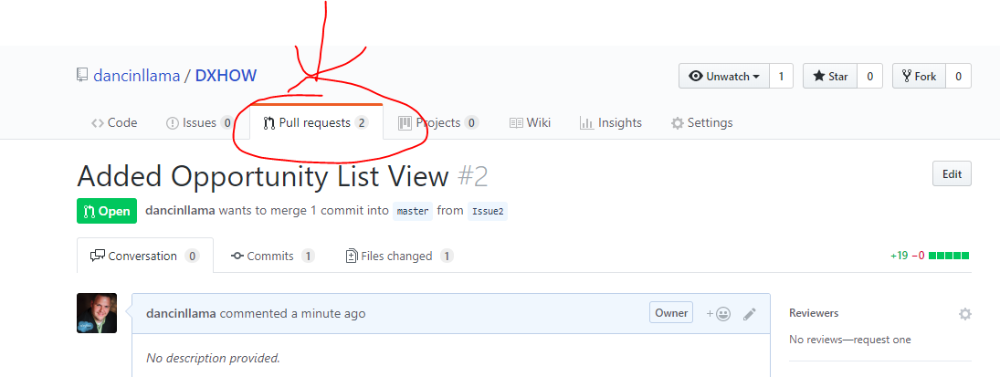 dancinllama / DXHOW
Unwatch 1 Star 0 Fork 0
Code Issues 0 Pull requests 2 Projects 0 Wiki Insights Settings
Added Opportunity List View #2
Edit
Open dancinllama wants to merge 1 commit into master from Issue2
Conversation 0 Commits 1 Files changed 1 +19 −0
dancinllama commented a minute ago Owner + Reviewers
No description provided. No reviews—request one